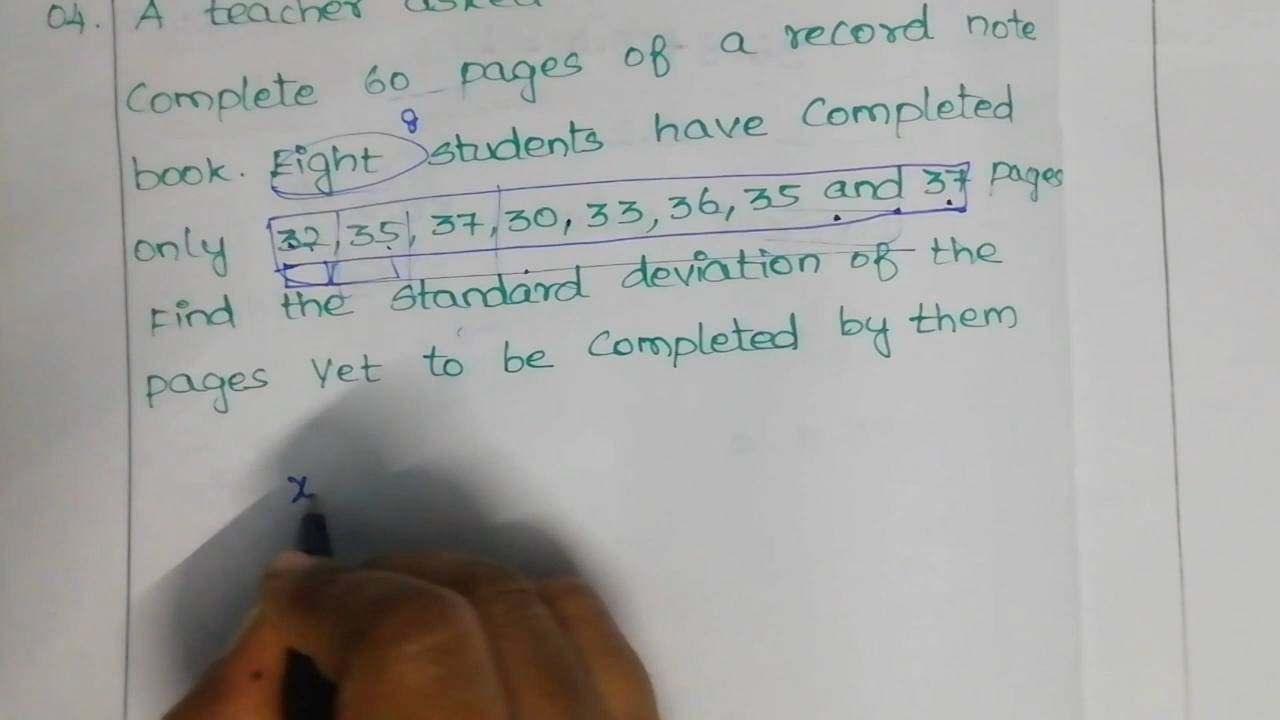 04. A teacher asked
Complete 60 pages of a record note
8
book. Eight students have completed
only 32, 35, 37, 30, 33, 36, 35 and 37 pages
Find the standard deviation of the
pages yet to be completed by them
x